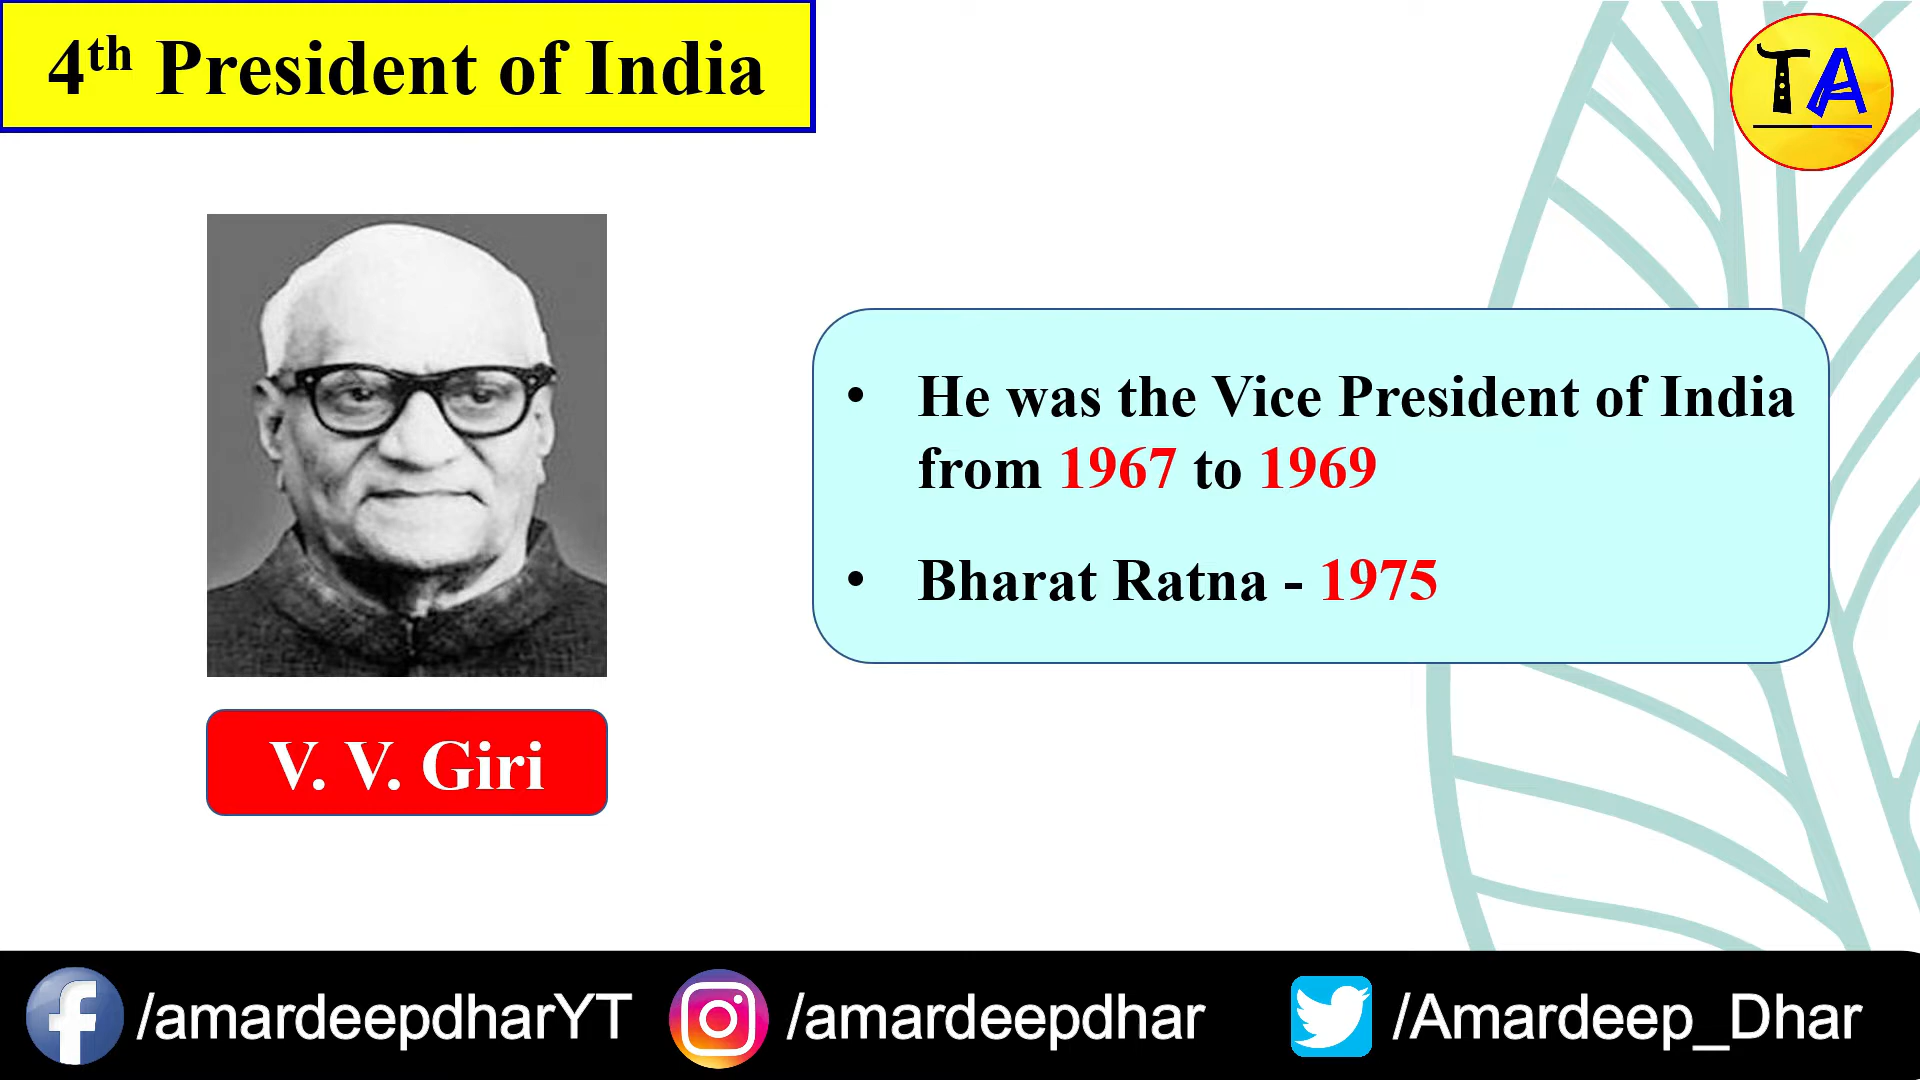 4th President of India
TA
• He was the Vice President of India
from 1967 to 1969
• Bharat Ratna - 1975
V. V. Giri
/amardeepdharYT
/amardeepdhar
/Amardeep_Dhar